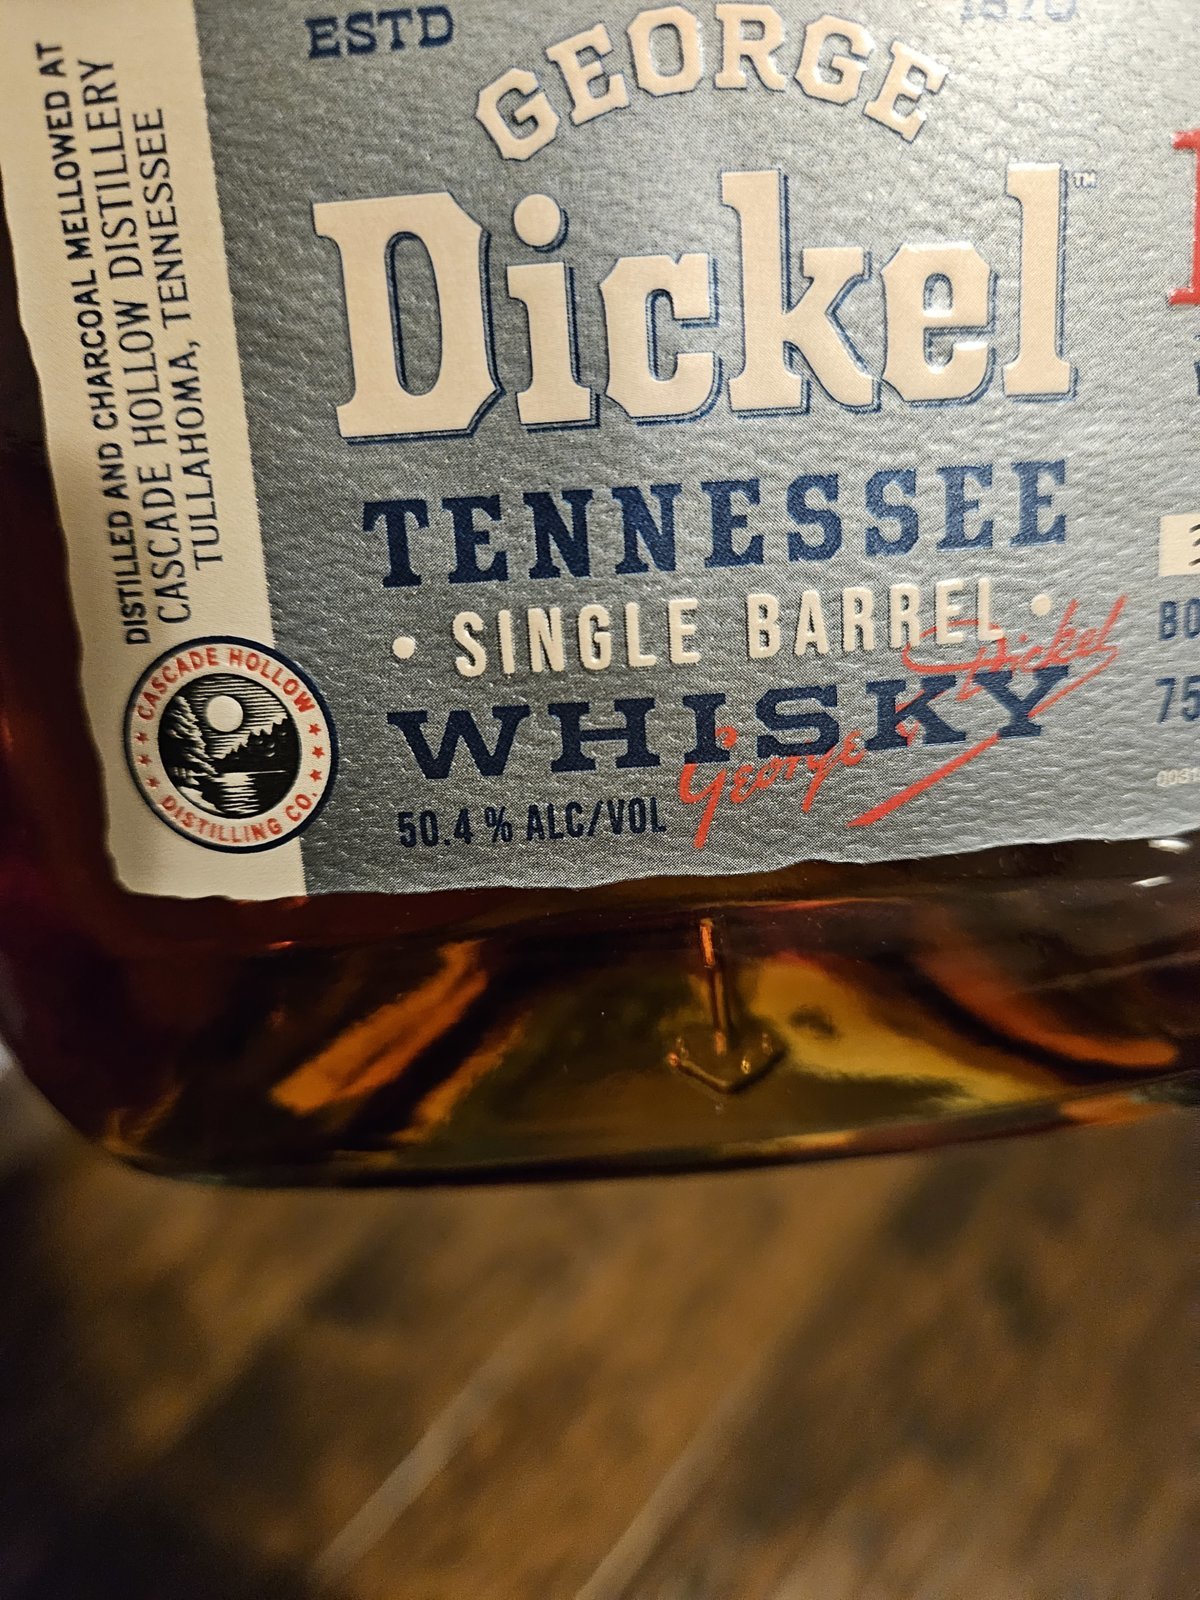 ESTD 1870
GEORGE
Dickel™
TENNESSEE
• SINGLE BARREL •
WHISKY
George Dickel
50.4 % ALC/VOL
DISTILLED AND CHARCOAL MELLOWED AT
CASCADE HOLLOW DISTILLERY
TULLAHOMA, TENNESSEE
CASCADE HOLLOW
DISTILLING CO.
BO
75